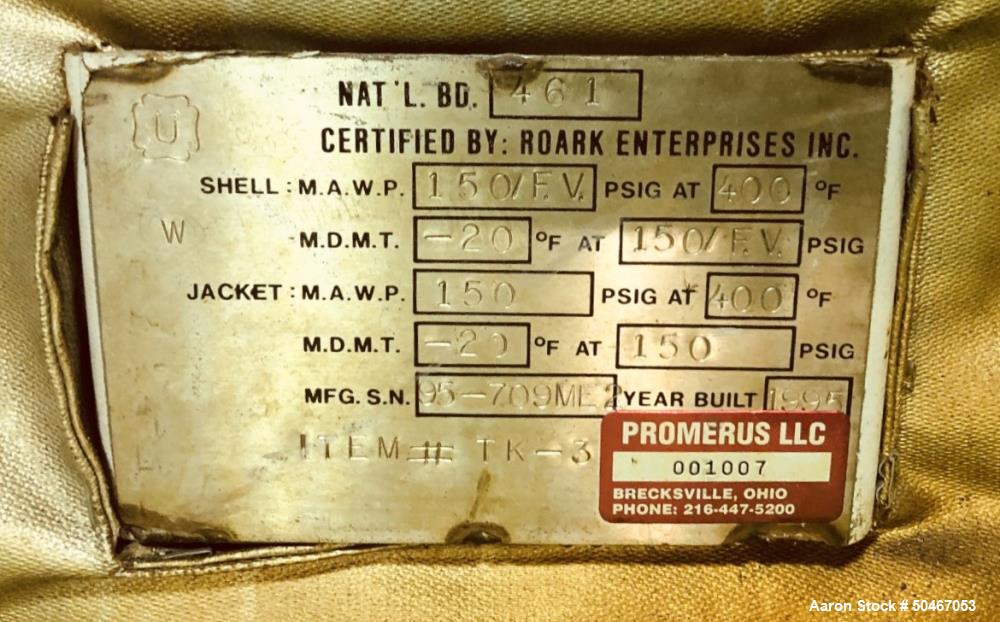 U
NAT'L. BD. 461
CERTIFIED BY: ROARK ENTERPRISES INC.
SHELL: M.A.W.P. 150/F.V. PSIG AT 400 °F
W
M.D.M.T. -20 °F AT 150/F.V. PSIG
JACKET: M.A.W.P. 150 PSIG AT 400 °F
M.D.M.T. -20 °F AT 150 PSIG
MFG. S.N. 95-709ME2 YEAR BUILT 1995
ITEM # TK-3
PROMERUS LLC
001007
BRECKSVILLE, OHIO
PHONE: 216-447-5200
Aaron Stock # 50467053